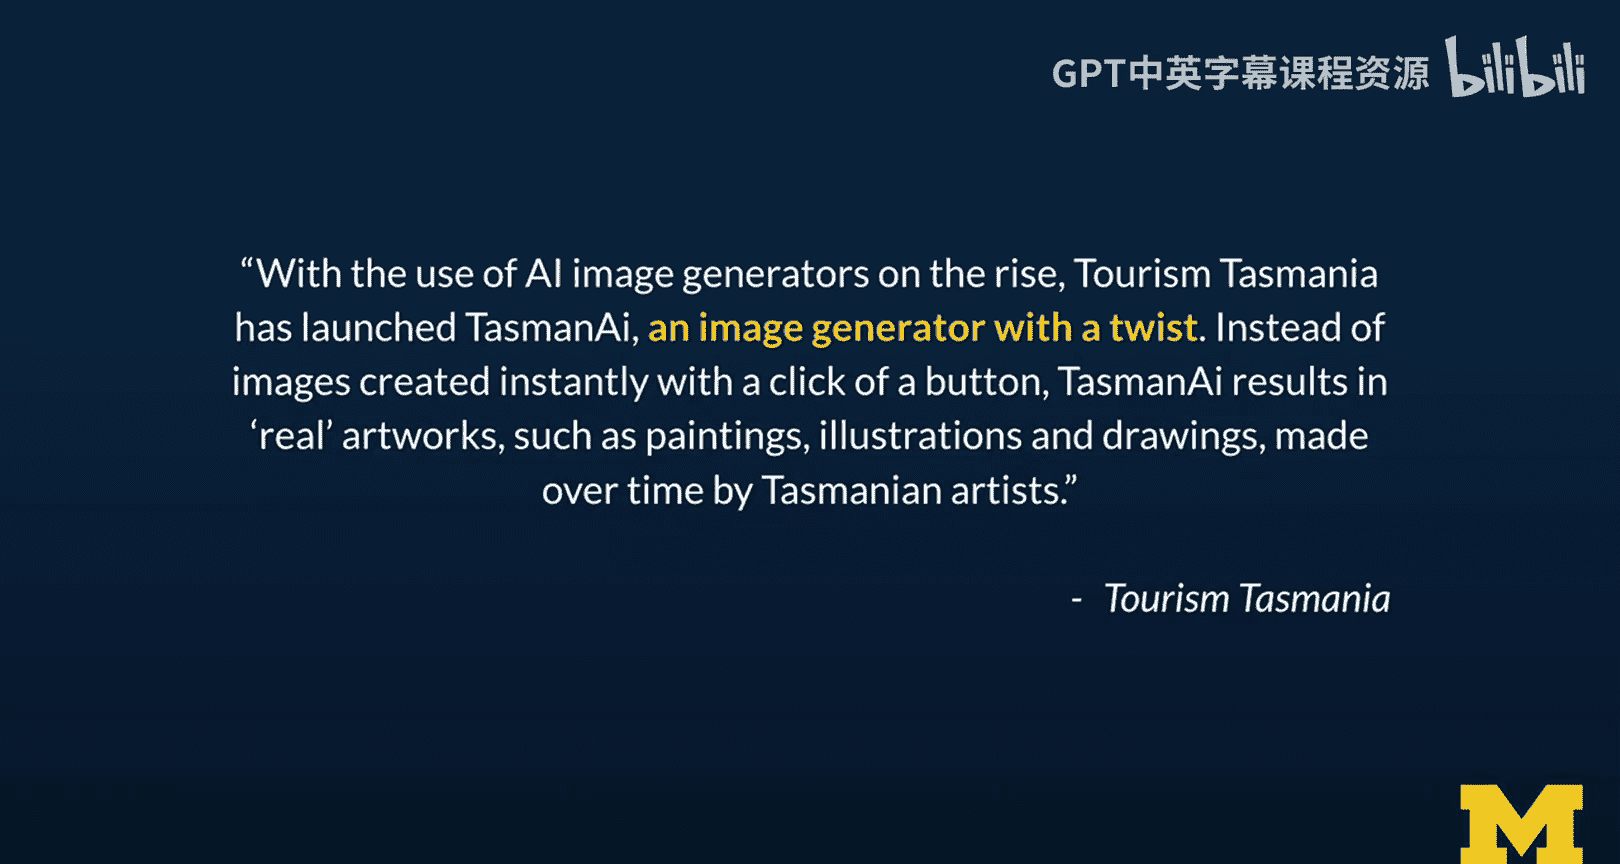 GPT中英字幕课程资源 bilibili
“With the use of AI image generators on the rise, Tourism Tasmania
has launched TasmanAi, an image generator with a twist. Instead of
images created instantly with a click of a button, TasmanAi results in
‘real’ artworks, such as paintings, illustrations and drawings, made
over time by Tasmanian artists.”
- Tourism Tasmania
M